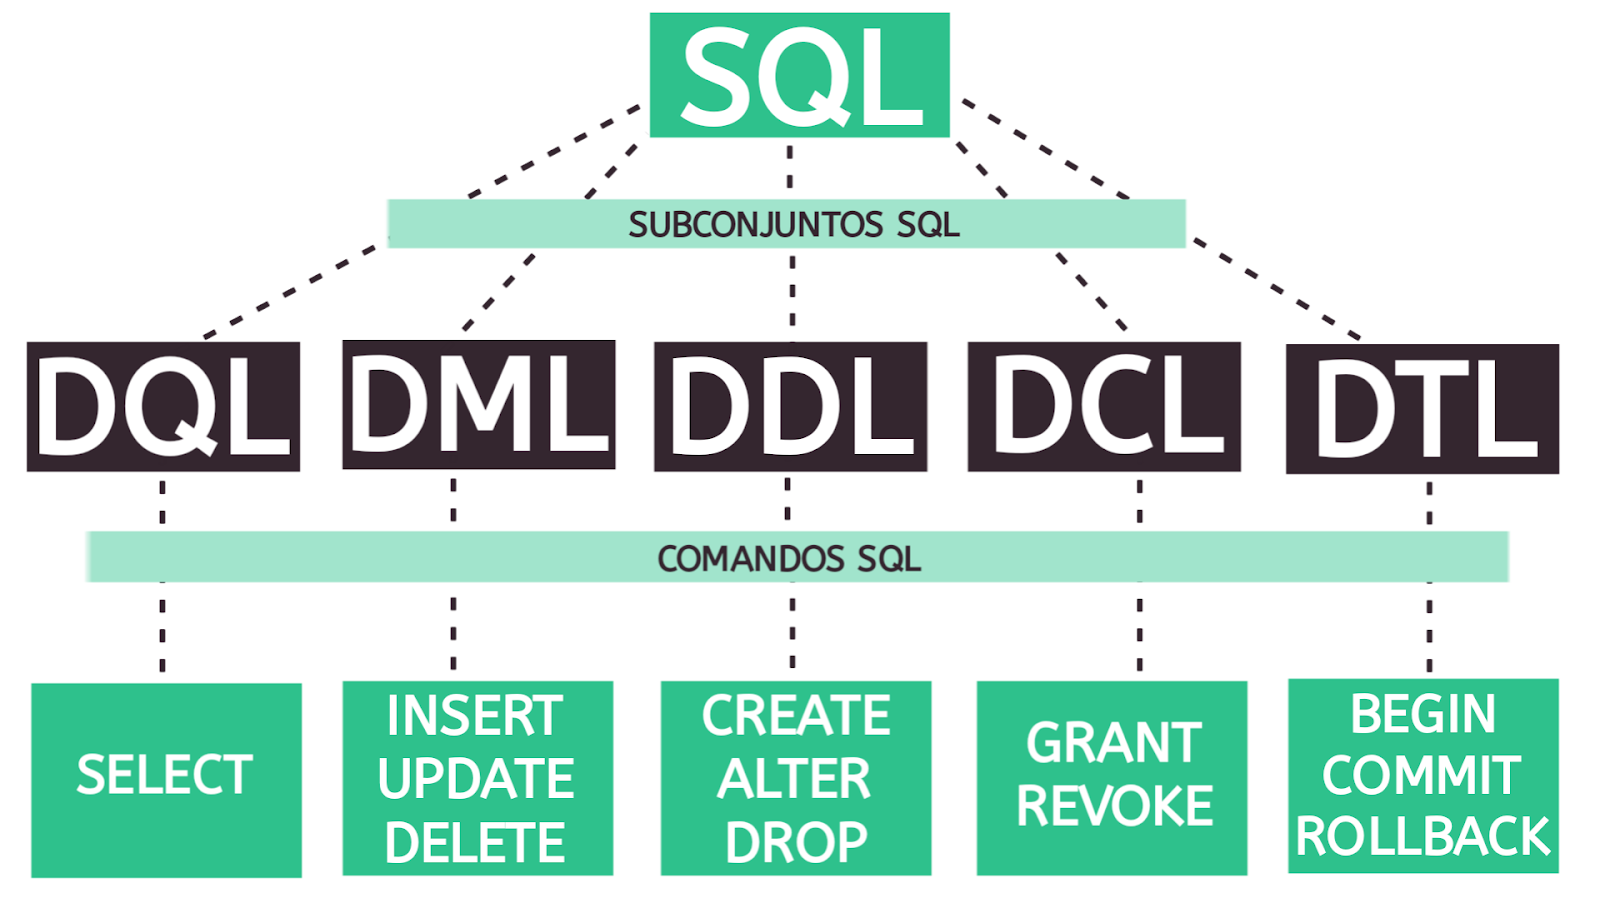 SQL
SUBCONJUNTOS SQL
DQL
DML
DDL
DCL
DTL
COMANDOS SQL
SELECT
INSERT
UPDATE
DELETE
CREATE
ALTER
DROP
GRANT
REVOKE
BEGIN
COMMIT
ROLLBACK